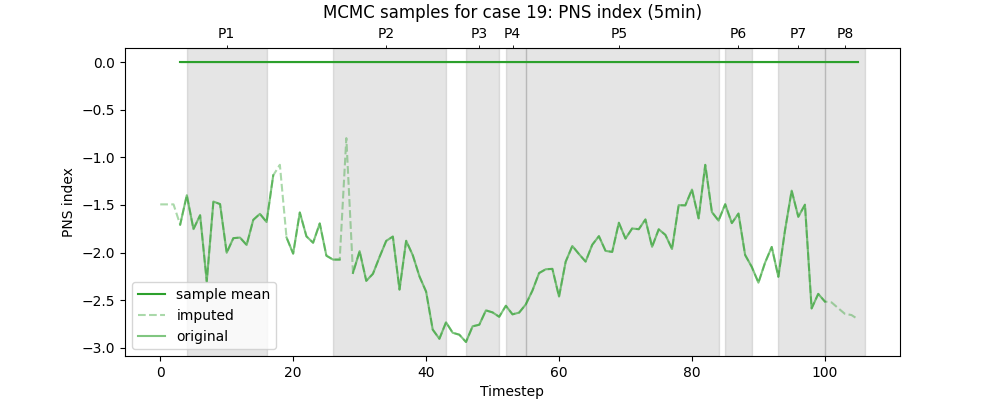 MCMC samples for case 19: PNS index (5min)
P1 P2 P3 P4 P5 P6 P7 P8
0.0
−0.5
−1.0
−1.5
−2.0
−2.5
−3.0
PNS index
sample mean
imputed
original
0 20 40 60 80 100
Timestep